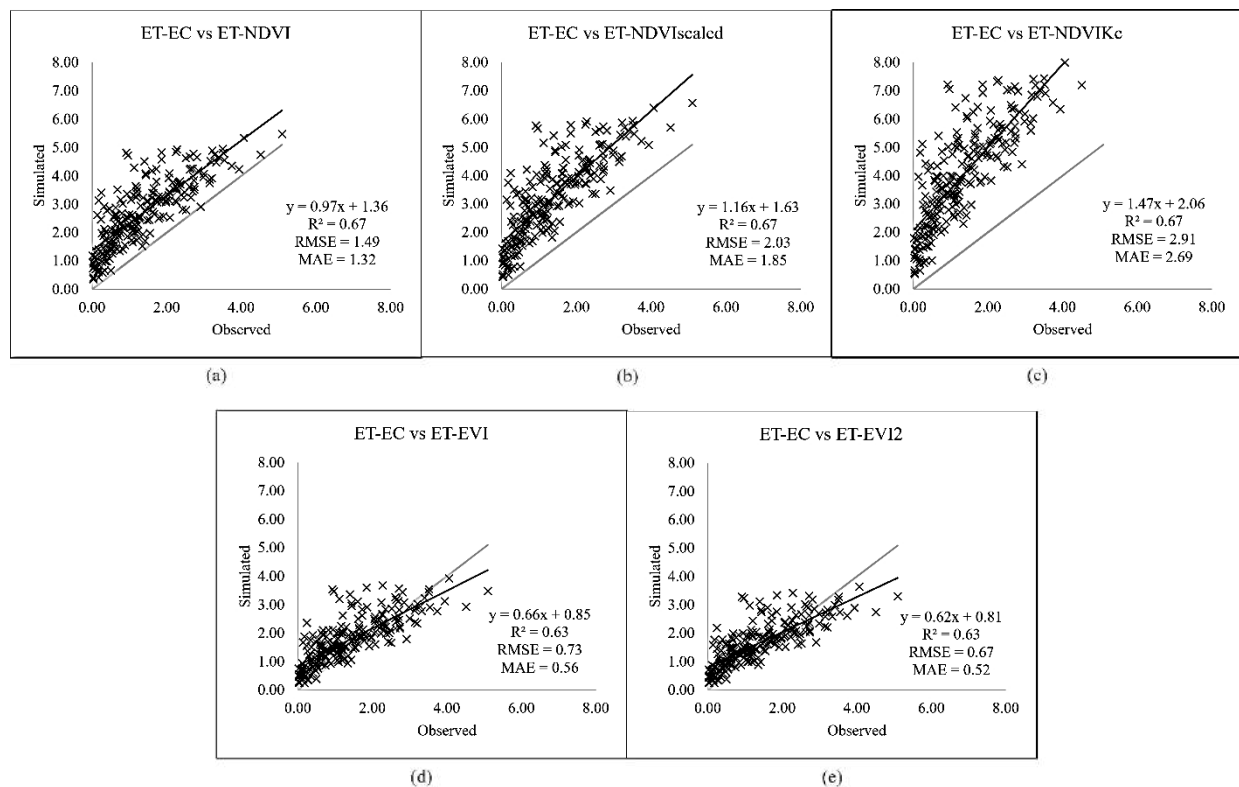 ET-EC vs ET-NDVI
8.00
7.00
6.00
5.00
4.00
3.00
2.00
1.00
0.00
Simulated
y = 0.97x + 1.36
R² = 0.67
RMSE = 1.49
MAE = 1.32
0.00 2.00 4.00 6.00 8.00
Observed
(a)
ET-EC vs ET-NDVIscaled
8.00
7.00
6.00
5.00
4.00
3.00
2.00
1.00
0.00
Simulated
y = 1.16x + 1.63
R² = 0.67
RMSE = 2.03
MAE = 1.85
0.00 2.00 4.00 6.00 8.00
Observed
(b)
ET-EC vs ET-NDVIKc
8.00
7.00
6.00
5.00
4.00
3.00
2.00
1.00
0.00
Simulated
y = 1.47x + 2.06
R² = 0.67
RMSE = 2.91
MAE = 2.69
0.00 2.00 4.00 6.00 8.00
Observed
(c)
ET-EC vs ET-EVI
8.00
7.00
6.00
5.00
4.00
3.00
2.00
1.00
0.00
Simulated
y = 0.66x + 0.85
R² = 0.63
RMSE = 0.73
MAE = 0.56
0.00 2.00 4.00 6.00 8.00
Observed
(d)
ET-EC vs ET-EVI2
8.00
7.00
6.00
5.00
4.00
3.00
2.00
1.00
0.00
Simulated
y = 0.62x + 0.81
R² = 0.63
RMSE = 0.67
MAE = 0.52
0.00 2.00 4.00 6.00 8.00
Observed
(e)